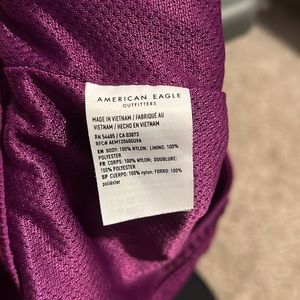 AMERICAN EAGLE
OUTFITTERS
MADE IN VIETNAM / FABRIQUÉ AU
VIETNAM / HECHO EN VIETNAM
RN 54485 / CA 03873
EN BODY: 100% NYLON; LINING: 100%
POLYESTER
FR CORPS: 100% NYLON; DOUBLURE:
100% POLYESTER
SP CUERPO: 100% nylon; FORRO: 100%
poliéster